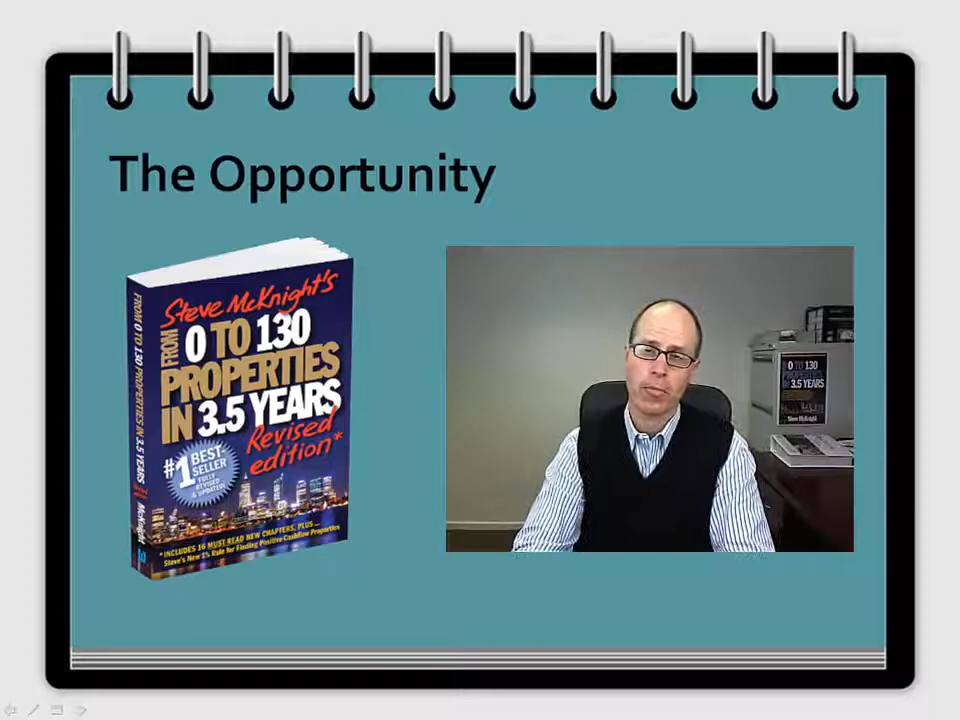 The Opportunity
Steve McKnight's
FROM
0 TO 130
PROPERTIES
IN 3.5 YEARS
Revised
edition*
#1 BEST-
SELLER
FULLY
REVISED
& UPDATED!
*INCLUDES 16 MUST-READ NEW CHAPTERS, PLUS ...
Steve's New 1% Rule for Finding Positive Cashflow Properties
FROM 0 TO 130 PROPERTIES IN 3.5 YEARS
McKnight
0 TO 130
PROPERTIES
IN 3.5 YEARS
Steve McKnight